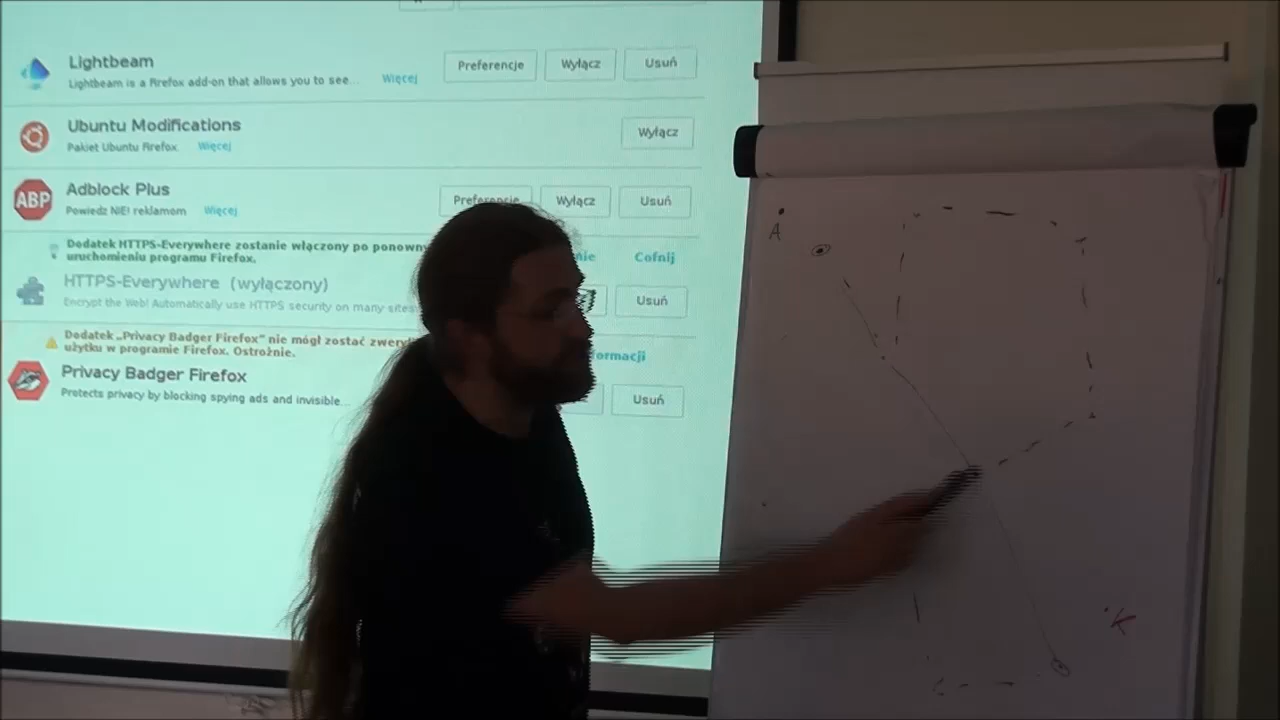 Lightbeam
Lightbeam is a Firefox add-on that allows you to see... Więcej
Preferencje Wyłącz Usuń
Ubuntu Modifications
Pakiet Ubuntu Firefox. Więcej
Wyłącz
ABP
Adblock Plus
Powiedz NIE! reklamom Więcej
Preferencje Wyłącz Usuń
Dodatek HTTPS-Everywhere zostanie włączony po ponown
uruchomieniu programu Firefox.
nie Cofnij
HTTPS-Everywhere (wyłączony)
Encrypt the Web! Automatically use HTTPS security on many sites
Usuń
Dodatek „Privacy Badger Firefox” nie mógł zostać zwery
użytku w programie Firefox. Ostrożnie.
formacji
Privacy Badger Firefox
Protects privacy by blocking spying ads and invisible...
Usuń
A
K